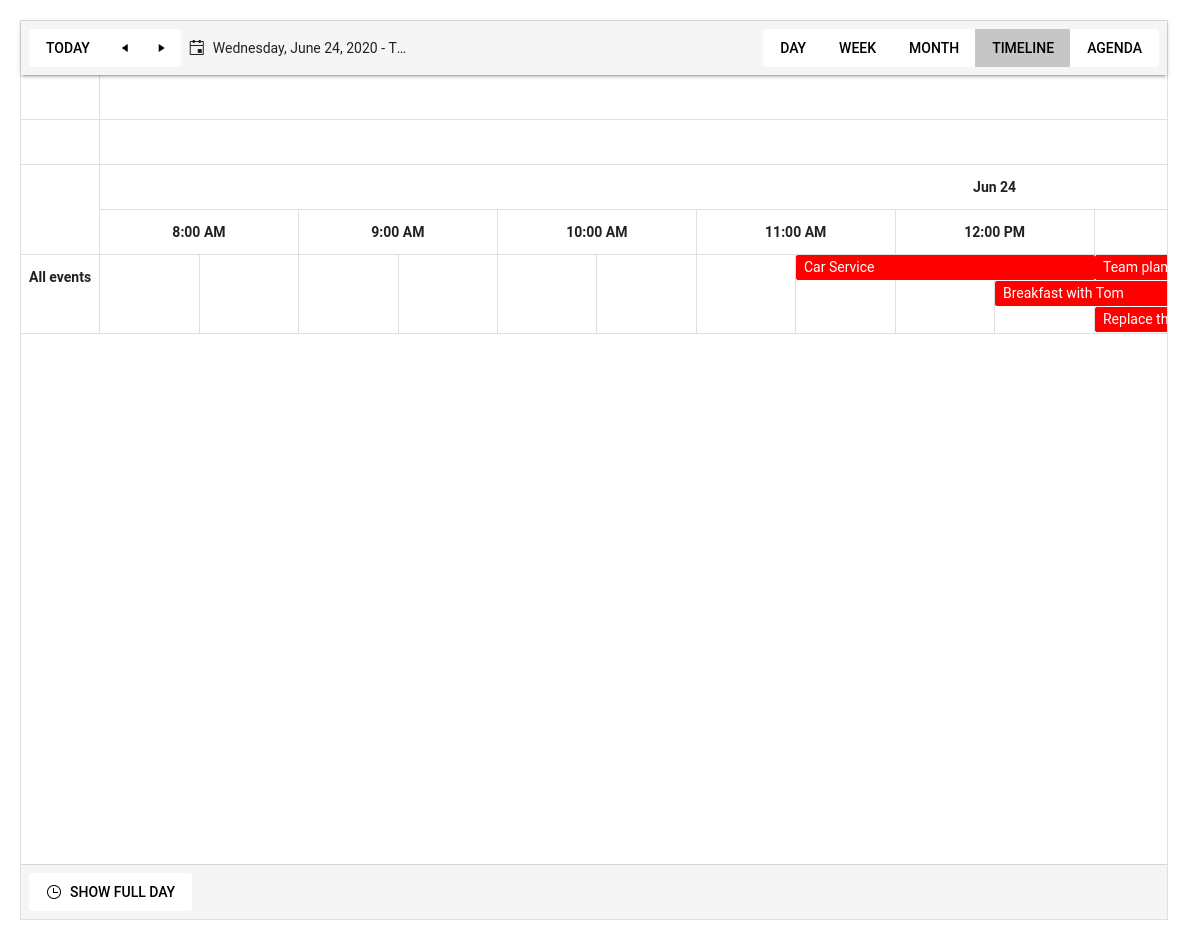 TODAY
Wednesday, June 24, 2020 - T...
DAY WEEK MONTH TIMELINE AGENDA
Jun 24
8:00 AM 9:00 AM 10:00 AM 11:00 AM 12:00 PM
All events
Car Service
Team plan
Breakfast with Tom
Replace th
SHOW FULL DAY